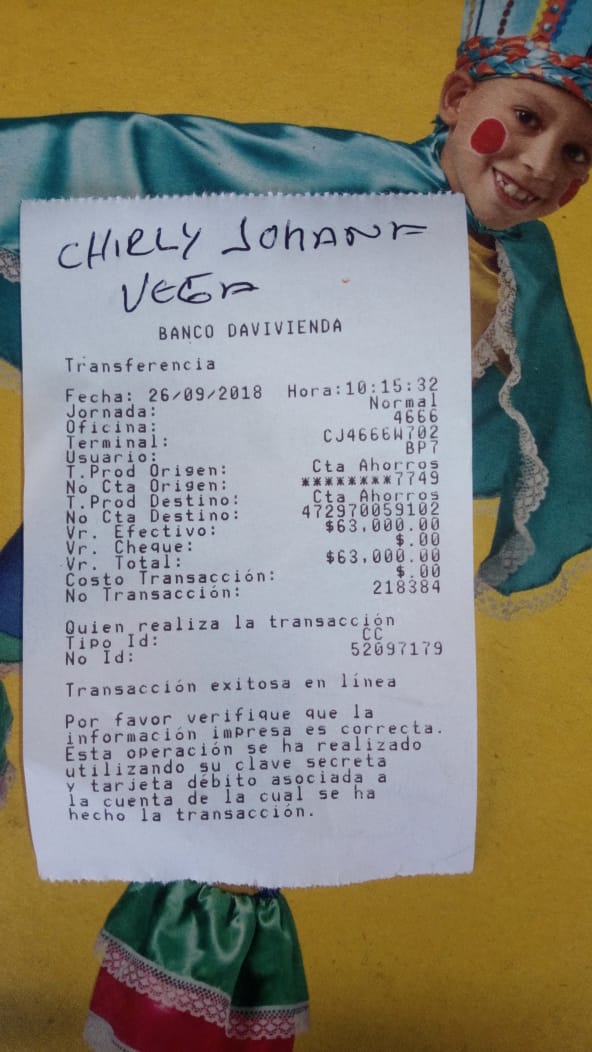 CHIRLY JOHANA
VEGA
BANCO DAVIVIENDA
Transferencia
Fecha: 26/09/2018 Hora:10:15:32
Jornada: Normal
Oficina: 4666
Terminal: CJ4666W702
Usuario: BP7
T.Prod Origen: Cta Ahorros
No Cta Origen: ********7749
T.Prod Destino: Cta Ahorros
No Cta Destino: 472970059102
Vr. Efectivo: $63,000.00
Vr. Cheque: $.00
Vr. Total: $63,000.00
Costo Transacción: $.00
No Transacción: 218384
Quien realiza la transacción
Tipo Id: CC
No Id: 52097179
Transacción exitosa en línea
Por favor verifique que la
información impresa es correcta.
Esta operación se ha realizado
utilizando su clave secreta
y tarjeta débito asociada a
la cuenta de la cual se ha
hecho la transacción.